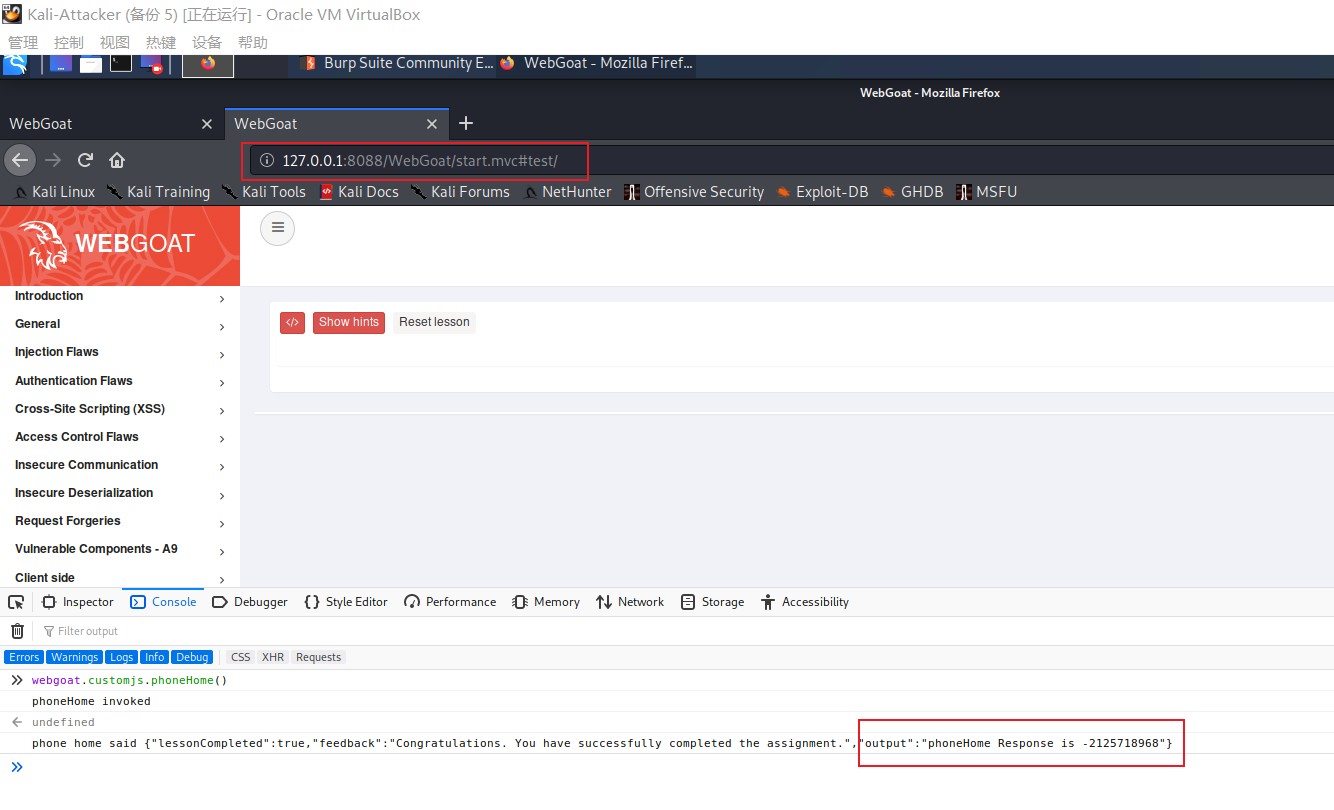 Kali-Attacker (备份 5) [正在运行] - Oracle VM VirtualBox
管理 控制 视图 热键 设备 帮助
Burp Suite Community E... WebGoat - Mozilla Firef...
WebGoat - Mozilla Firefox
WebGoat WebGoat
127.0.0.1:8088/WebGoat/start.mvc#test/
Kali Linux Kali Training Kali Tools Kali Docs Kali Forums NetHunter Offensive Security Exploit-DB GHDB MSFU
WEBGOAT
Introduction
General
Injection Flaws
Authentication Flaws
Cross-Site Scripting (XSS)
Access Control Flaws
Insecure Communication
Insecure Deserialization
Request Forgeries
Vulnerable Components - A9
Client side
Show hints Reset lesson
Inspector Console Debugger Style Editor Performance Memory Network Storage Accessibility
Filter output
Errors Warnings Logs Info Debug CSS XHR Requests
webgoat.customjs.phoneHome()
phoneHome invoked
undefined
phone home said {"lessonCompleted":true,"feedback":"Congratulations. You have successfully completed the assignment.","output":"phoneHome Response is -2125718968"}